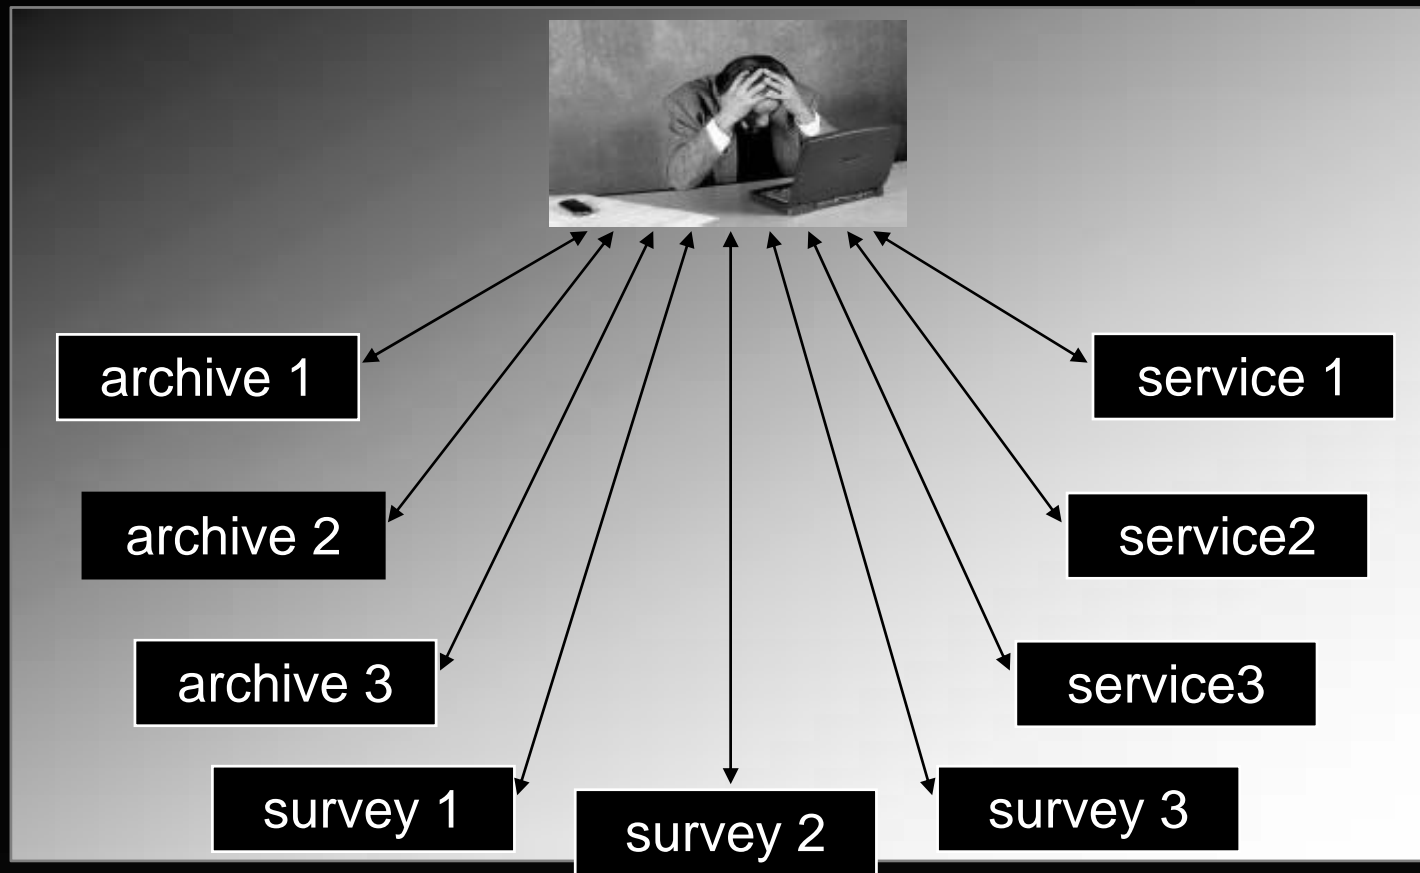 archive 1
service 1
archive 2
service2
archive 3
service3
survey 1
survey 2
survey 3